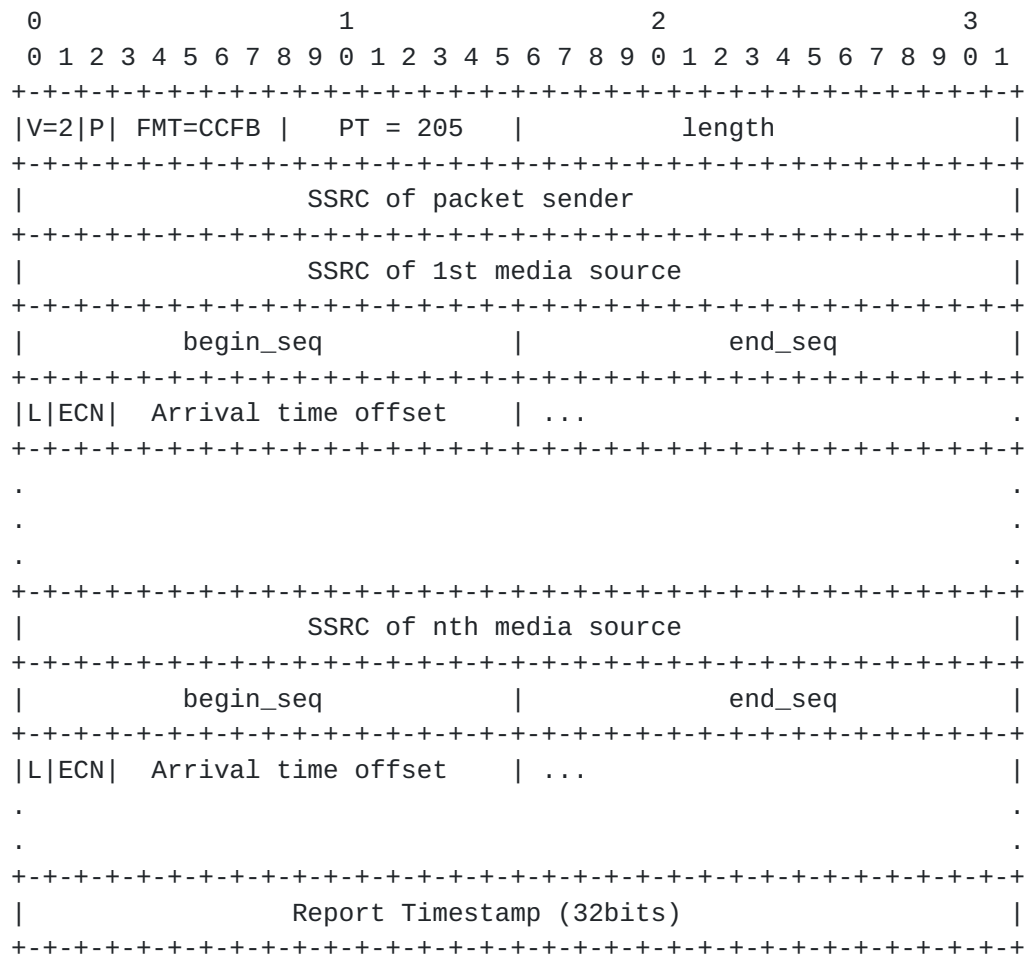 0                   1                   2                   3
 0 1 2 3 4 5 6 7 8 9 0 1 2 3 4 5 6 7 8 9 0 1 2 3 4 5 6 7 8 9 0 1
+-+-+-+-+-+-+-+-+-+-+-+-+-+-+-+-+-+-+-+-+-+-+-+-+-+-+-+-+-+-+-+-+
|V=2|P| FMT=CCFB |   PT = 205   |          length               |
+-+-+-+-+-+-+-+-+-+-+-+-+-+-+-+-+-+-+-+-+-+-+-+-+-+-+-+-+-+-+-+-+
|                  SSRC of packet sender                        |
+-+-+-+-+-+-+-+-+-+-+-+-+-+-+-+-+-+-+-+-+-+-+-+-+-+-+-+-+-+-+-+-+
|                  SSRC of 1st media source                     |
+-+-+-+-+-+-+-+-+-+-+-+-+-+-+-+-+-+-+-+-+-+-+-+-+-+-+-+-+-+-+-+-+
|          begin_seq            |             end_seq           |
+-+-+-+-+-+-+-+-+-+-+-+-+-+-+-+-+-+-+-+-+-+-+-+-+-+-+-+-+-+-+-+-+
|L|ECN|  Arrival time offset    | ...                           .
+-+-+-+-+-+-+-+-+-+-+-+-+-+-+-+-+-+-+-+-+-+-+-+-+-+-+-+-+-+-+-+-+
.                                                               .
.                                                               .
.                                                               .
+-+-+-+-+-+-+-+-+-+-+-+-+-+-+-+-+-+-+-+-+-+-+-+-+-+-+-+-+-+-+-+-+
|                  SSRC of nth media source                     |
+-+-+-+-+-+-+-+-+-+-+-+-+-+-+-+-+-+-+-+-+-+-+-+-+-+-+-+-+-+-+-+-+
|          begin_seq            |             end_seq           |
+-+-+-+-+-+-+-+-+-+-+-+-+-+-+-+-+-+-+-+-+-+-+-+-+-+-+-+-+-+-+-+-+
|L|ECN|  Arrival time offset    | ...                           |
.                                                               .
.                                                               .
+-+-+-+-+-+-+-+-+-+-+-+-+-+-+-+-+-+-+-+-+-+-+-+-+-+-+-+-+-+-+-+-+
|                 Report Timestamp (32bits)                     |
+-+-+-+-+-+-+-+-+-+-+-+-+-+-+-+-+-+-+-+-+-+-+-+-+-+-+-+-+-+-+-+-+